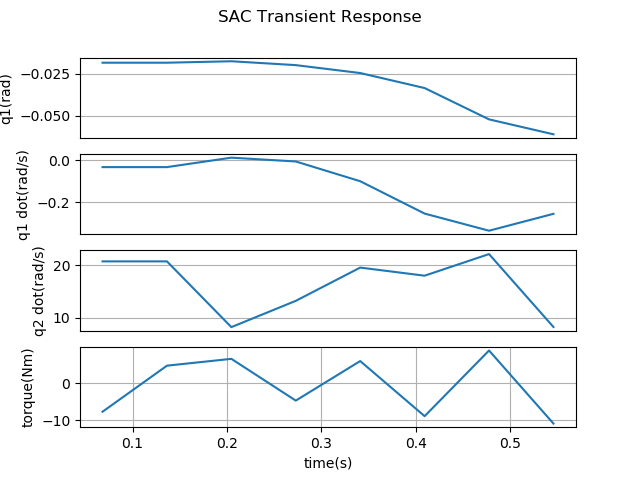 SAC Transient Response
q1(rad)
−0.025
−0.050
q1 dot(rad/s)
0.0
−0.2
q2 dot(rad/s)
20
10
torque(Nm)
0
−10
0.1 0.2 0.3 0.4 0.5
time(s)